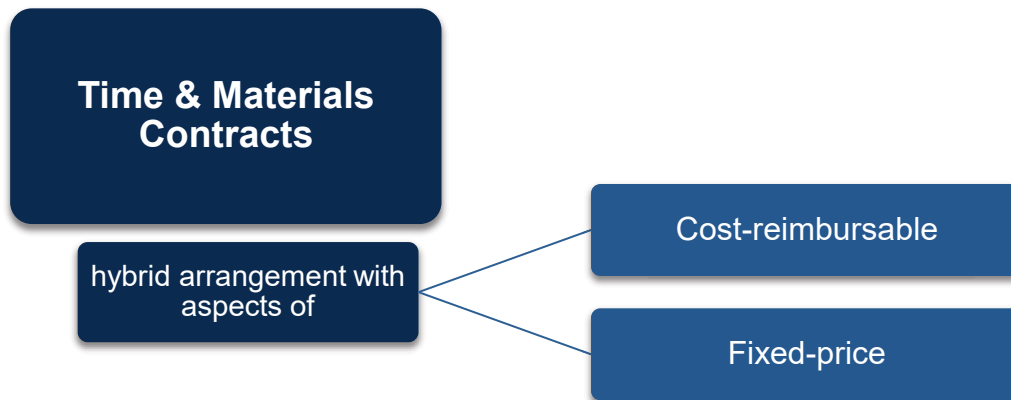 Time & Materials
Contracts
hybrid arrangement with
aspects of
Cost-reimbursable
Fixed-price